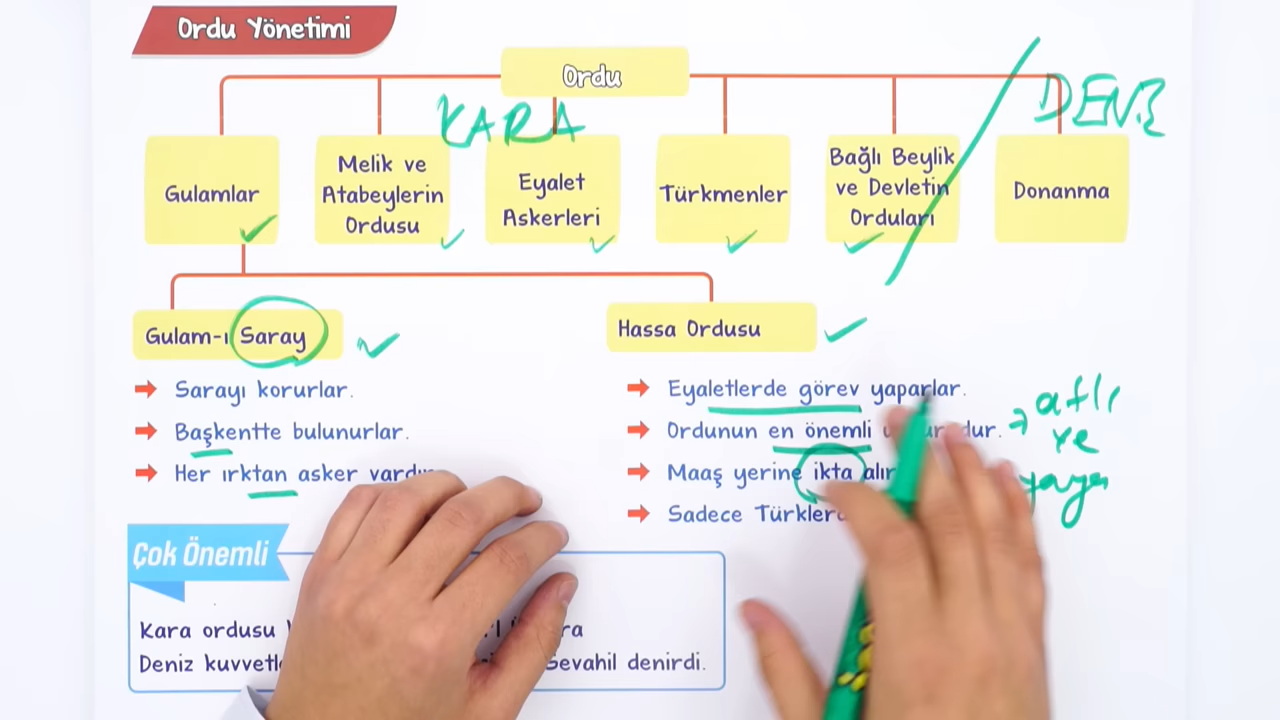 Ordu Yönetimi
Ordu
KARA
DENİZ
Gulamlar
Melik ve
Atabeylerin
Ordusu
Eyalet
Askerleri
Türkmenler
Bağlı Beylik
ve Devletin
Orduları
Donanma
Gulam-ı Saray
Sarayı korurlar.
Başkentte bulunurlar.
Her ırktan asker
Hassa Ordusu
Eyaletlerde görev yaparlar.
Ordunun en önemli
Maaş yerine ikta
Sadece
atlı
ve
yaya
Çok Önemli
Kara ordusu
Deniz
Sevahil denirdi.